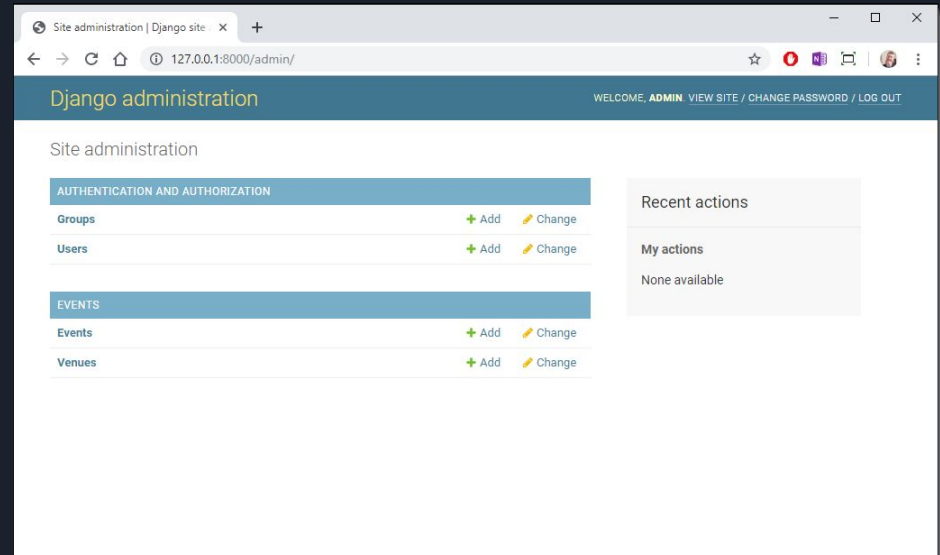 Site administration | Django site
127.0.0.1:8000/admin/
Django administration
WELCOME, ADMIN. VIEW SITE / CHANGE PASSWORD / LOG OUT
Site administration
AUTHENTICATION AND AUTHORIZATION
Groups Add Change
Users Add Change
EVENTS
Events Add Change
Venues Add Change
Recent actions
My actions
None available